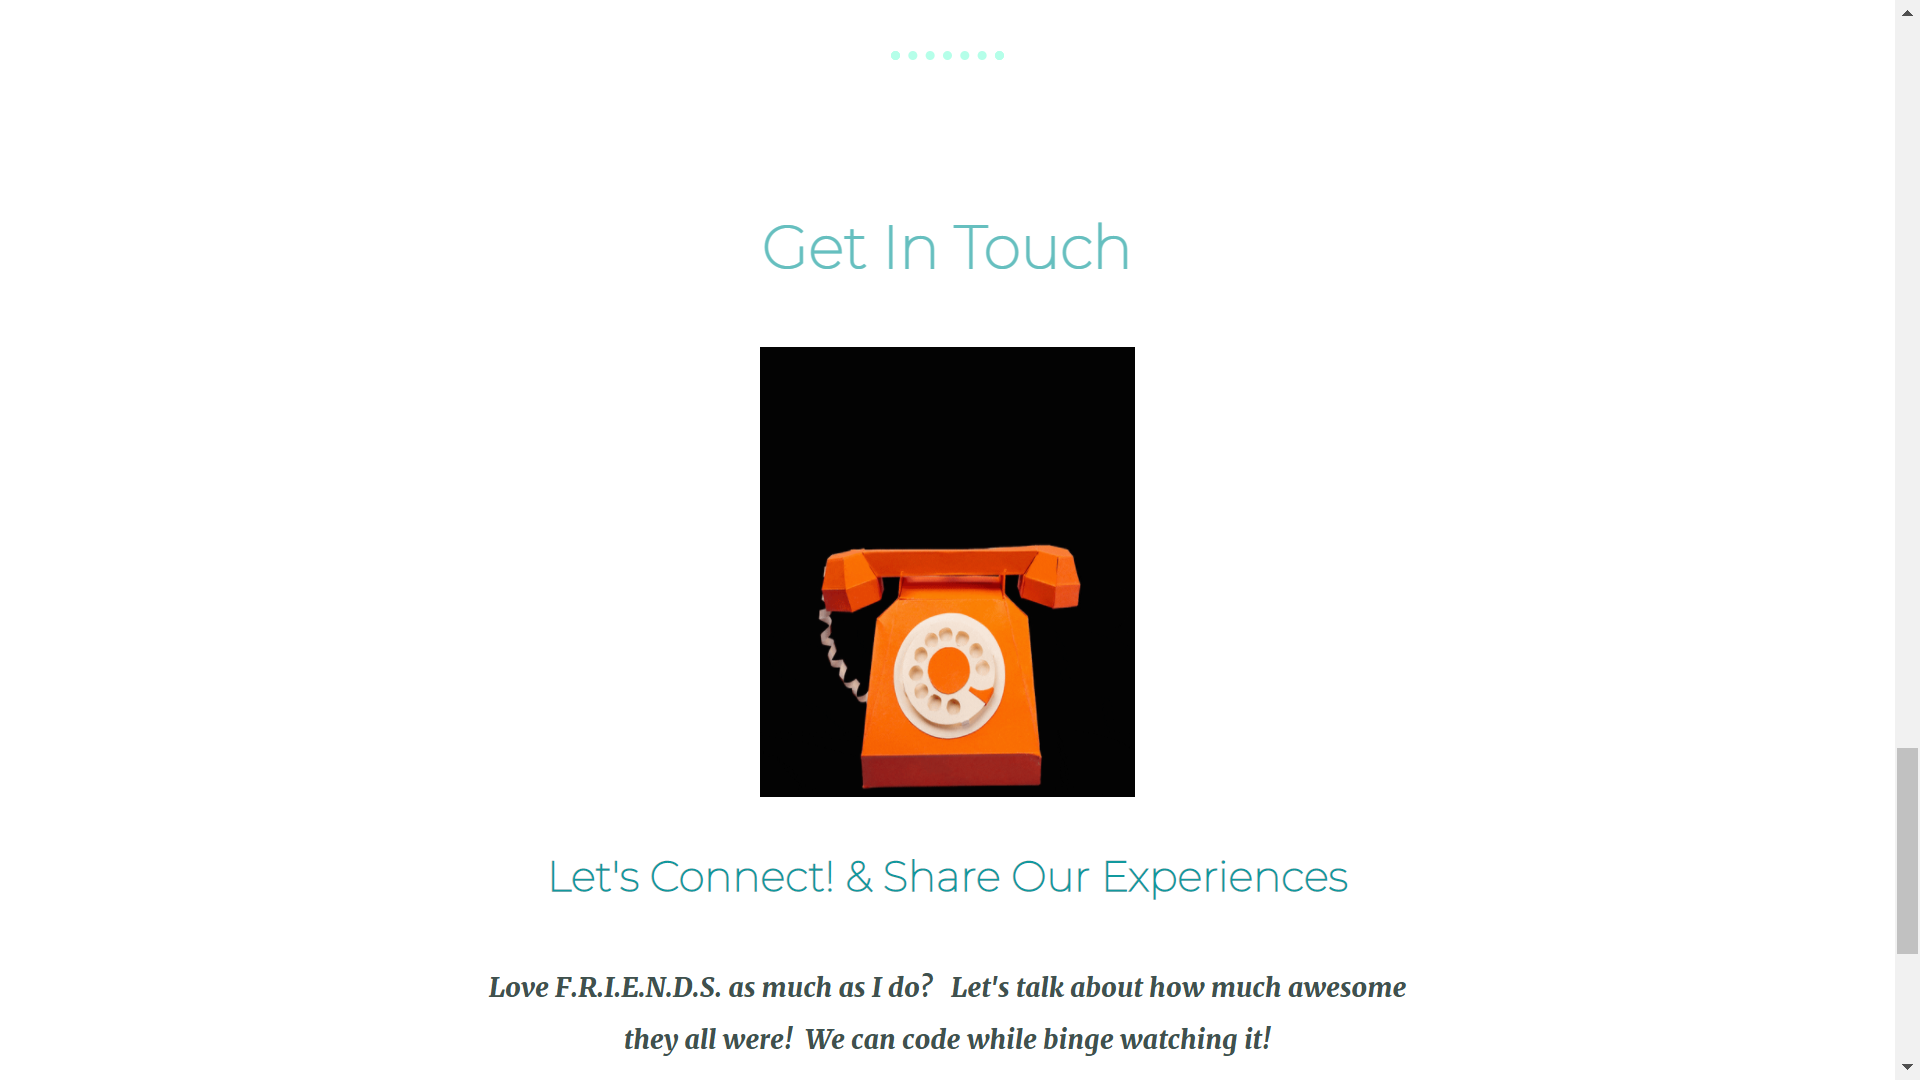 Get In Touch
Let's Connect! & Share Our Experiences
Love F.R.I.E.N.D.S. as much as I do?   Let's talk about how much awesome
they all were!  We can code while binge watching it!